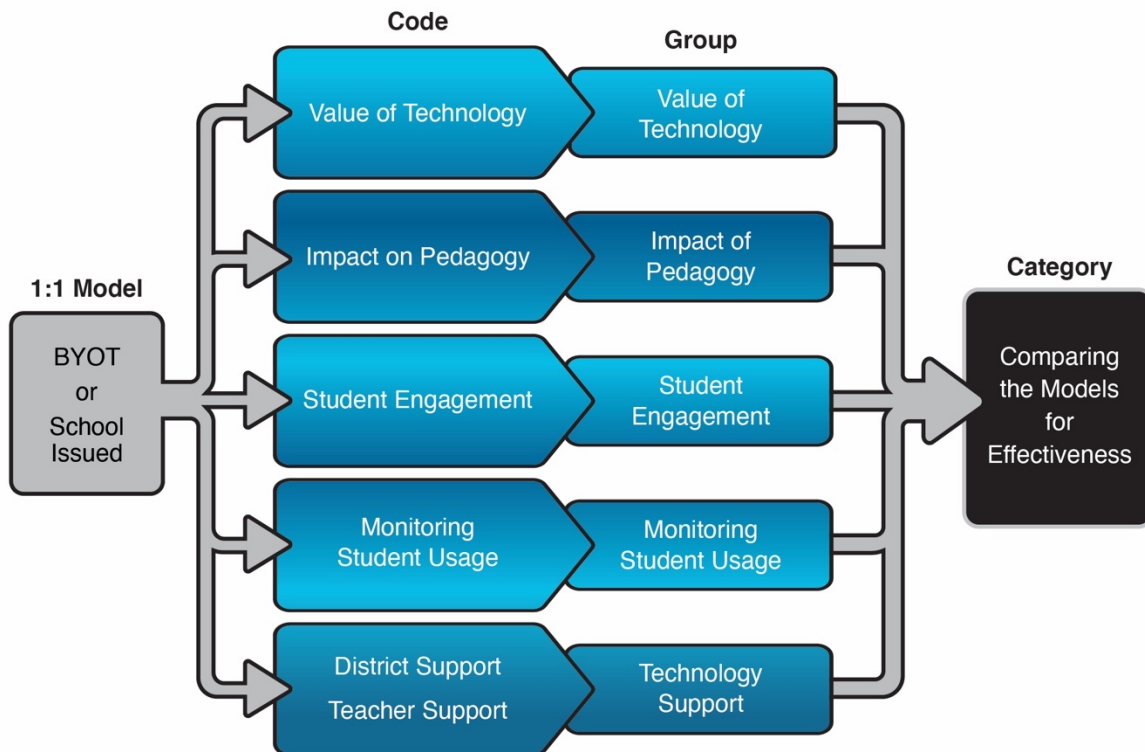 Code
Group
Value of Technology
Value of
Technology
Impact on Pedagogy
Impact of
Pedagogy
1:1 Model
BYOT
or
School
Issued
Category
Comparing
the Models
for
Effectiveness
Student Engagement
Student
Engagement
Monitoring
Student Usage
Monitoring
Student Usage
District Support
Teacher Support
Technology
Support